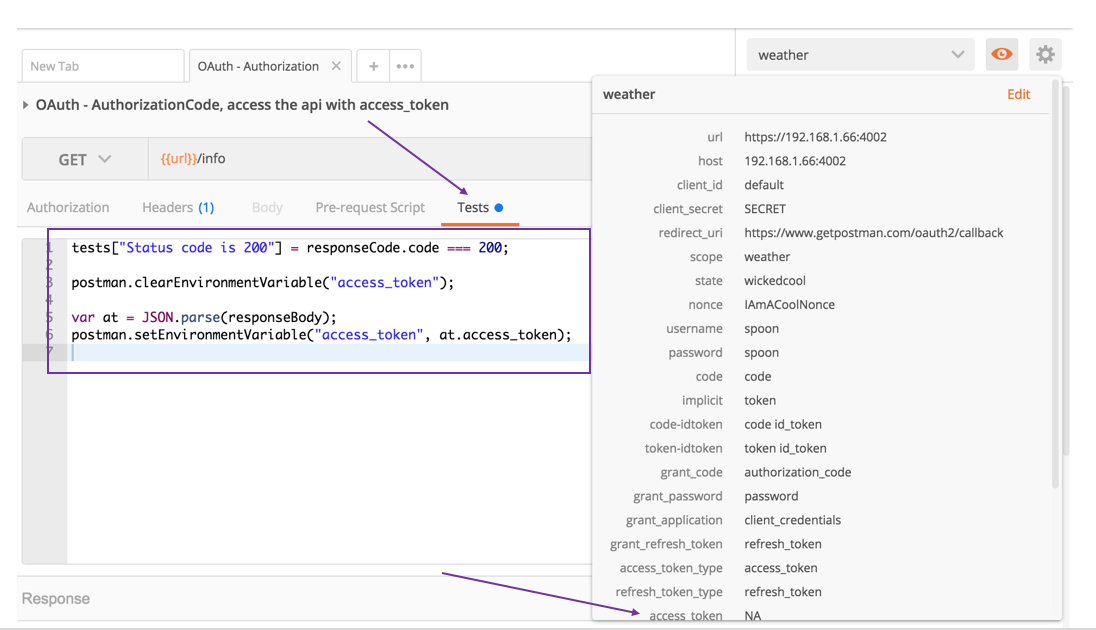 New Tab
OAuth - Authorization
weather
OAuth - AuthorizationCode, access the api with access_token
GET
{{url}}/info
Authorization
Headers (1)
Body
Pre-request Script
Tests
1 tests["Status code is 200"] = responseCode.code === 200;
2
3 postman.clearEnvironmentVariable("access_token");
4
5 var at = JSON.parse(responseBody);
6 postman.setEnvironmentVariable("access_token", at.access_token);
7
Response
weather Edit
url https://192.168.1.66:4002
host 192.168.1.66:4002
client_id default
client_secret SECRET
redirect_uri https://www.getpostman.com/oauth2/callback
scope weather
state wickedcool
nonce IAmACoolNonce
username spoon
password spoon
code code
implicit token
code-idtoken code id_token
token-idtoken token id_token
grant_code authorization_code
grant_password password
grant_application client_credentials
grant_refresh_token refresh_token
access_token_type access_token
refresh_token_type refresh_token
access_token NA